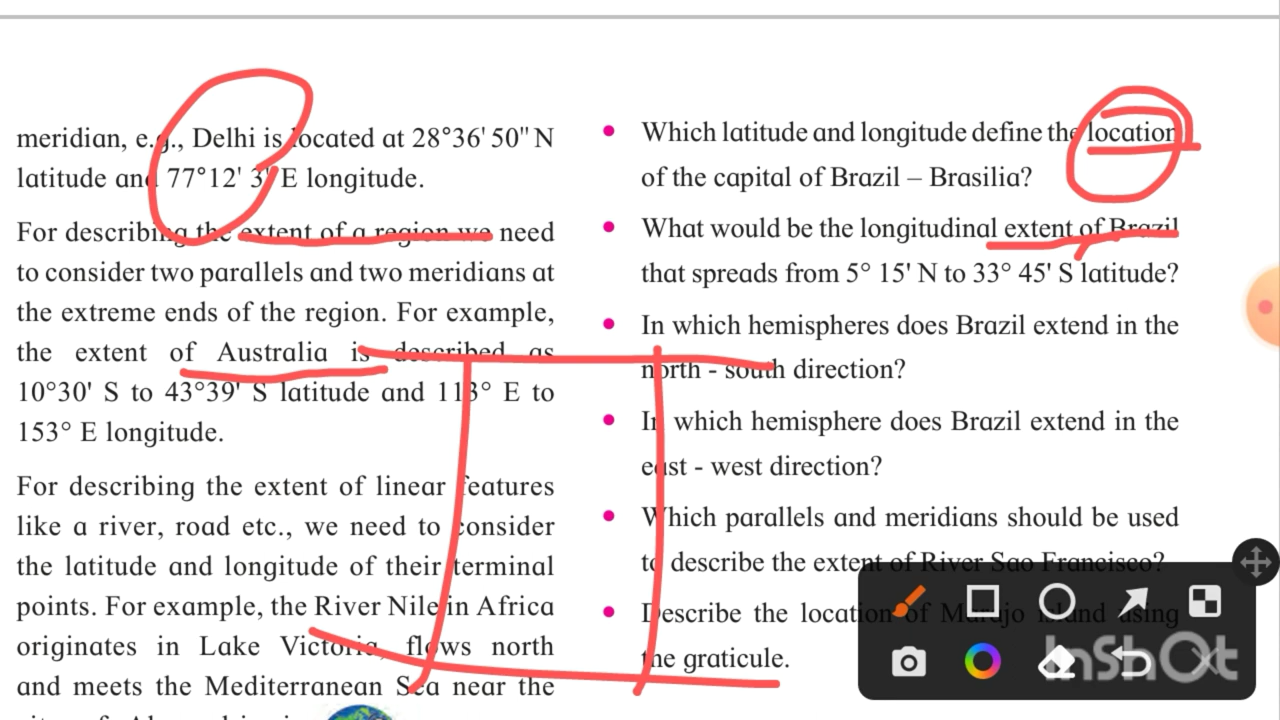 meridian, e.g., Delhi is located at 28°36' 50" N
latitude and 77°12' 3" E longitude.
For describing the extent of a region we need
to consider two parallels and two meridians at
the extreme ends of the region. For example,
the extent of Australia is described as
10°30' S to 43°39' S latitude and 113° E to
153° E longitude.
For describing the extent of linear features
like a river, road etc., we need to consider
the latitude and longitude of their terminal
points. For example, the River Nile in Africa
originates in Lake Victoria, flows north
and meets the Mediterranean Sea near the
• Which latitude and longitude define the location
of the capital of Brazil – Brasilia?
• What would be the longitudinal extent of Brazil
that spreads from 5° 15' N to 33° 45' S latitude?
• In which hemispheres does Brazil extend in the
north - south direction?
• In which hemisphere does Brazil extend in the
east - west direction?
• Which parallels and meridians should be used
to describe the extent of River Sao Francisco?
• Describe the location of Marajo island using
the graticule.
InShOt